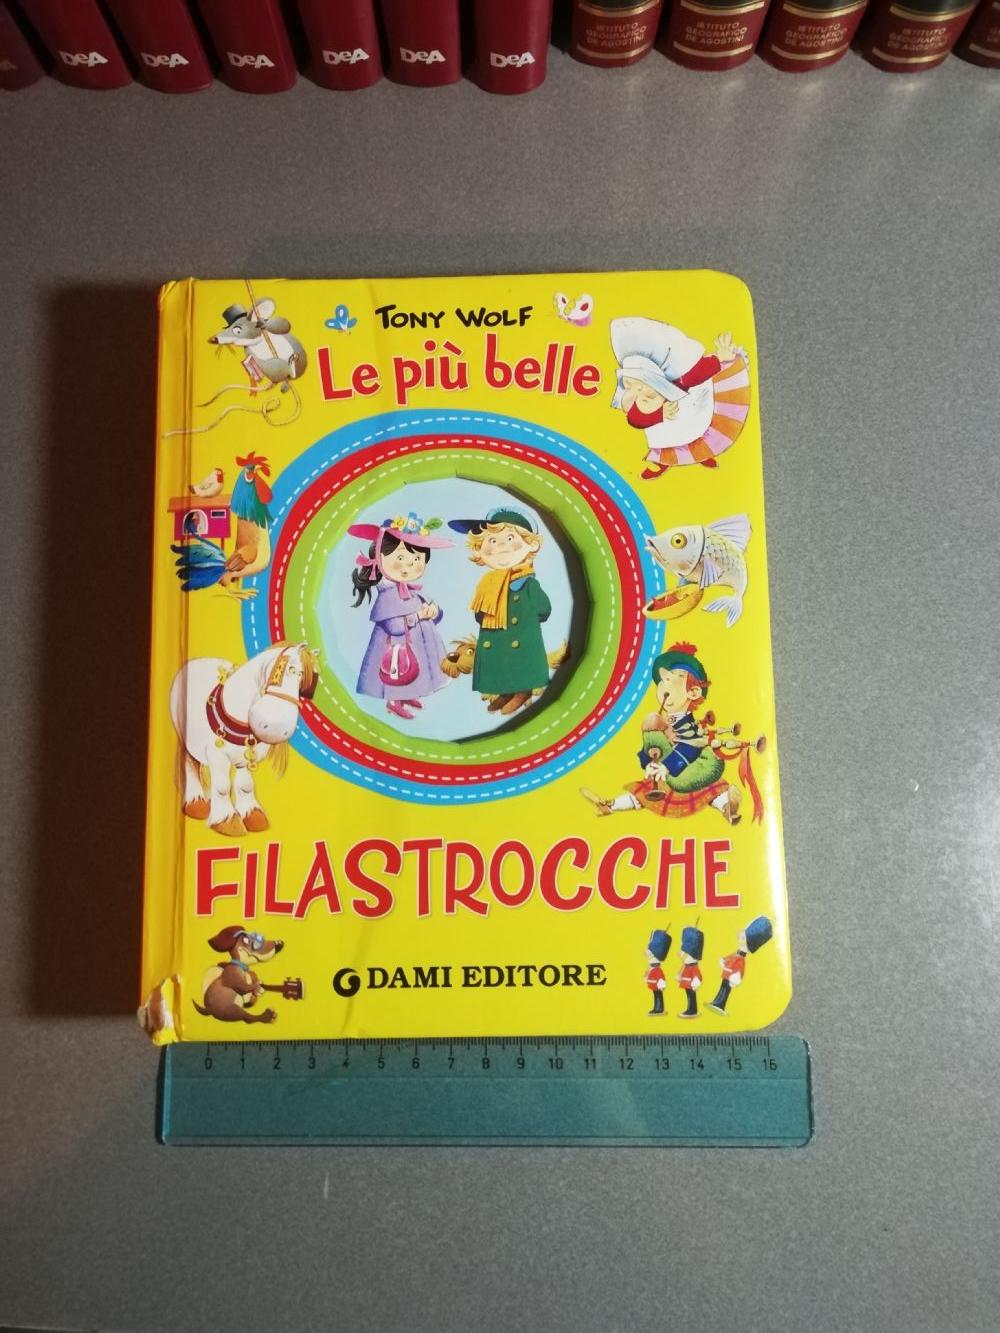 DeA DeA DeA DeA DeA DeA
ISTITUTO GEOGRAFICO DE AGOSTINI
ISTITUTO GEOGRAFICO DE AGOSTINI
ISTITUTO GEOGRAFICO DE AGOSTINI
ISTITUTO GEOGRAFICO DE AGOSTINI
TONY WOLF
Le più belle
FILASTROCCHE
DAMI EDITORE
0 1 2 3 4 5 6 7 8 9 10 11 12 13 14 15 16